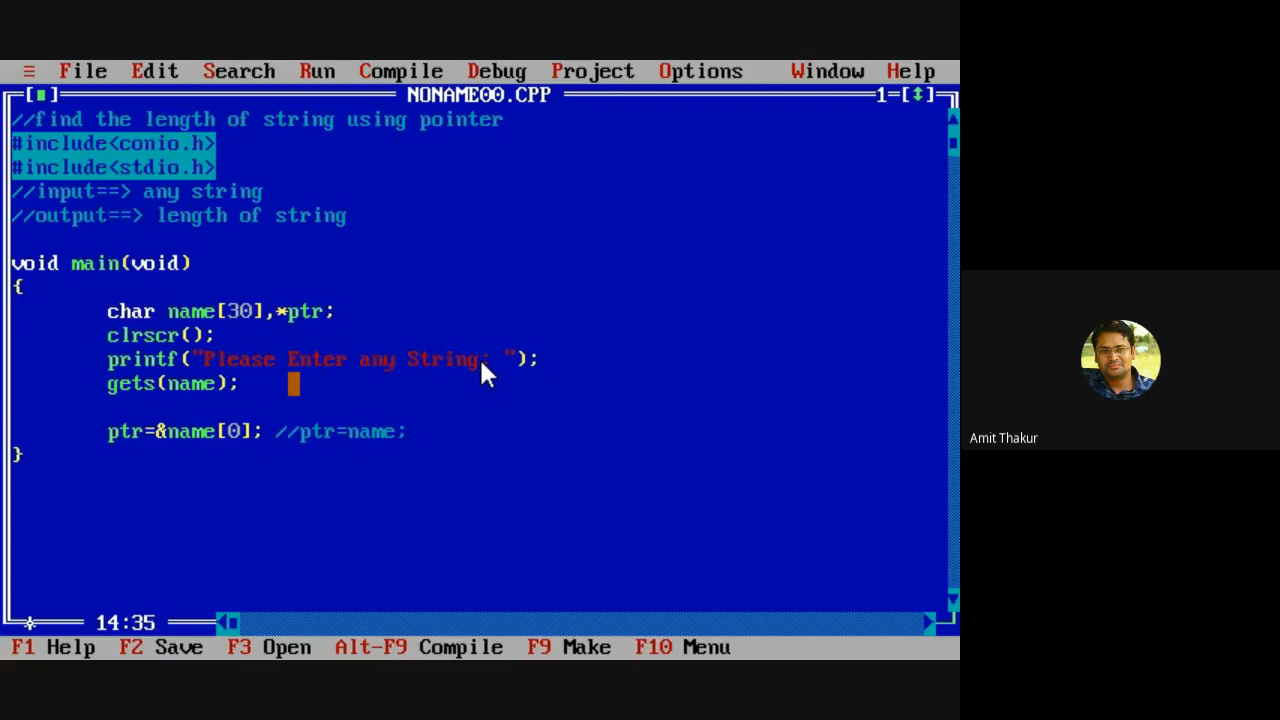 ≡ File Edit Search Run Compile Debug Project Options Window Help
NONAME00.CPP 1
//find the length of string using pointer
#include<conio.h>
#include<stdio.h>
//input==> any string
//output==> length of string
void main(void)
{
char name[30],*ptr;
clrscr();
printf("Please Enter any String: ");
gets(name);
ptr=&name[0]; //ptr=name;
}
14:35
F1 Help F2 Save F3 Open Alt-F9 Compile F9 Make F10 Menu
Amit Thakur